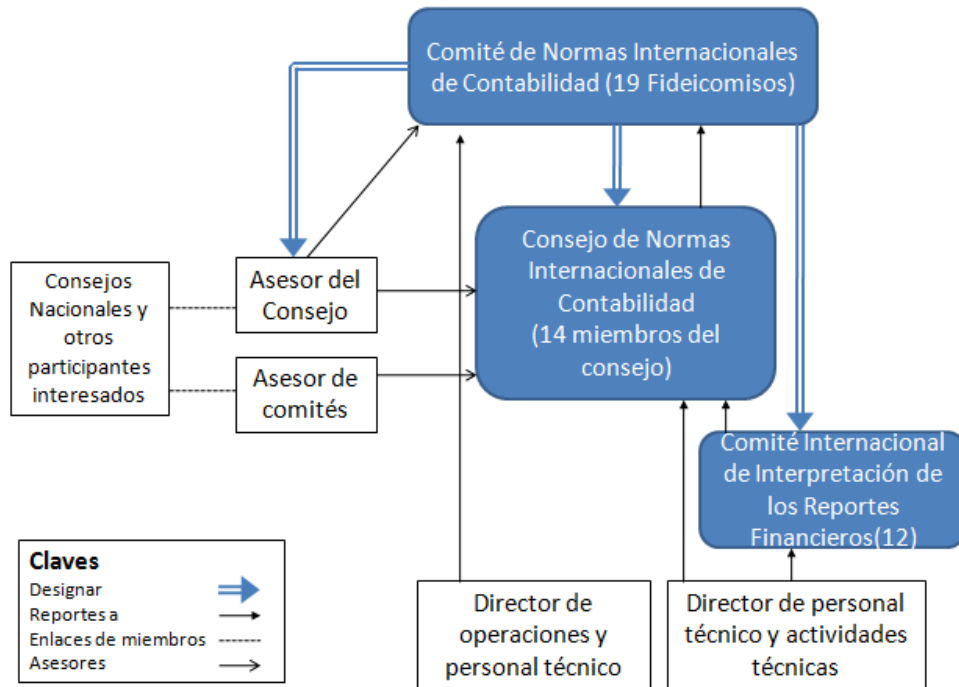 Comité de Normas Internacionales
de Contabilidad (19 Fideicomisos)
Consejo de Normas
Internacionales de
Contabilidad
(14 miembros del
consejo)
Consejos
Nacionales y
otros
participantes
interesados
Asesor del
Consejo
Asesor de
comités
Comité Internacional
de Interpretación de
los Reportes
Financieros(12)
Claves
Designar
Reportes a
Enlaces de miembros
Asesores
Director de
operaciones y
personal técnico
Director de personal
técnico y actividades
técnicas